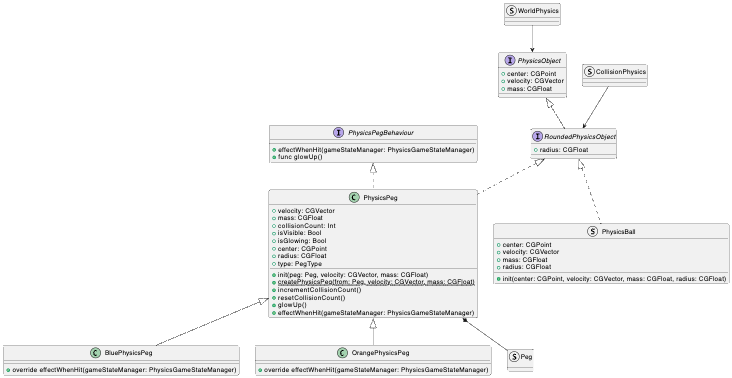 S WorldPhysics
I PhysicsObject
center: CGPoint
velocity: CGVector
mass: CGFloat
S CollisionPhysics
I PhysicsPegBehaviour
effectWhenHit(gameStateManager: PhysicsGameStateManager)
func glowUp()
I RoundedPhysicsObject
radius: CGFloat
C PhysicsPeg
velocity: CGVector
mass: CGFloat
collisionCount: Int
isVisible: Bool
isGlowing: Bool
center: CGPoint
radius: CGFloat
type: PegType
init(peg: Peg, velocity: CGVector, mass: CGFloat)
createPhysicsPeg(from: Peg, velocity: CGVector, mass: CGFloat)
incrementCollisionCount()
resetCollisionCount()
glowUp()
effectWhenHit(gameStateManager: PhysicsGameStateManager)
S PhysicsBall
center: CGPoint
velocity: CGVector
mass: CGFloat
radius: CGFloat
init(center: CGPoint, velocity: CGVector, mass: CGFloat, radius: CGFloat)
C BluePhysicsPeg
override effectWhenHit(gameStateManager: PhysicsGameStateManager)
C OrangePhysicsPeg
override effectWhenHit(gameStateManager: PhysicsGameStateManager)
S Peg